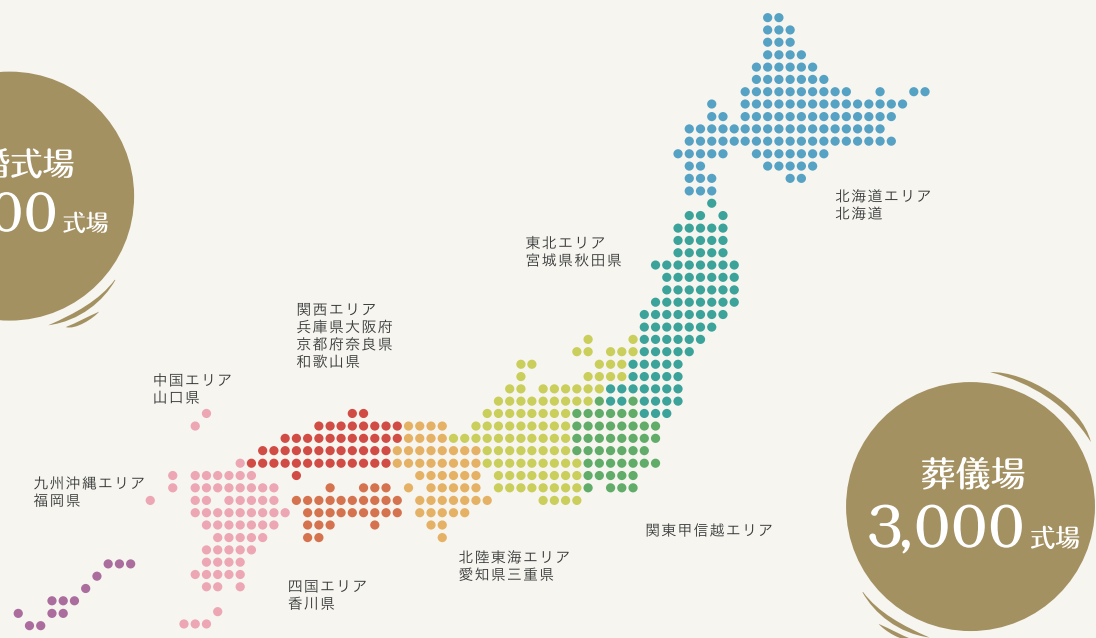 式場
00 式場
北海道エリア
北海道
東北エリア
宮城県秋田県
関西エリア
兵庫県大阪府
京都府奈良県
和歌山県
中国エリア
山口県
九州沖縄エリア
福岡県
葬儀場
3,000 式場
関東甲信越エリア
北陸東海エリア
愛知県三重県
四国エリア
香川県